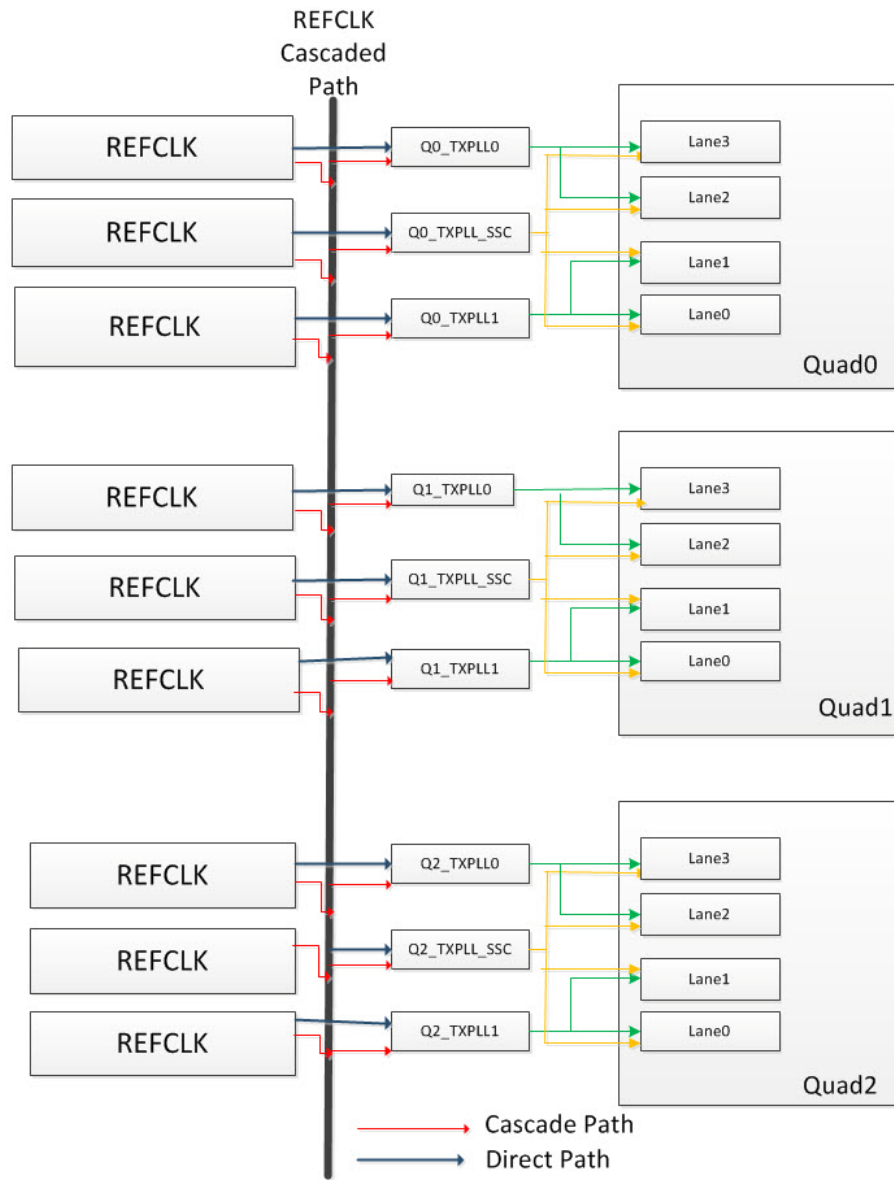 REFCLK
Cascaded
Path
REFCLK
Q0_TXPLL0
Lane3
Lane2
REFCLK
Q0_TXPLL_SSC
Lane1
REFCLK
Q0_TXPLL1
Lane0
Quad0
REFCLK
Q1_TXPLL0
Lane3
Lane2
REFCLK
Q1_TXPLL_SSC
Lane1
REFCLK
Q1_TXPLL1
Lane0
Quad1
REFCLK
Q2_TXPLL0
Lane3
Lane2
REFCLK
Q2_TXPLL_SSC
Lane1
REFCLK
Q2_TXPLL1
Lane0
Quad2
Cascade Path
Direct Path